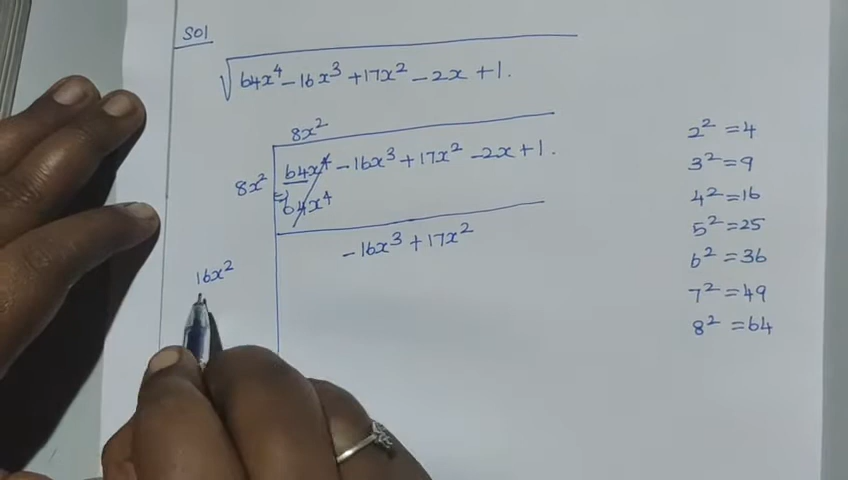 Sol
√64x⁴ - 16x³ + 17x² - 2x + 1.
8x²
8x² 64x⁴ - 16x³ + 17x² - 2x + 1.
(-) 64x⁴
- 16x³ + 17x²
16x²
2² = 4
3² = 9
4² = 16
5² = 25
6² = 36
7² = 49
8² = 64